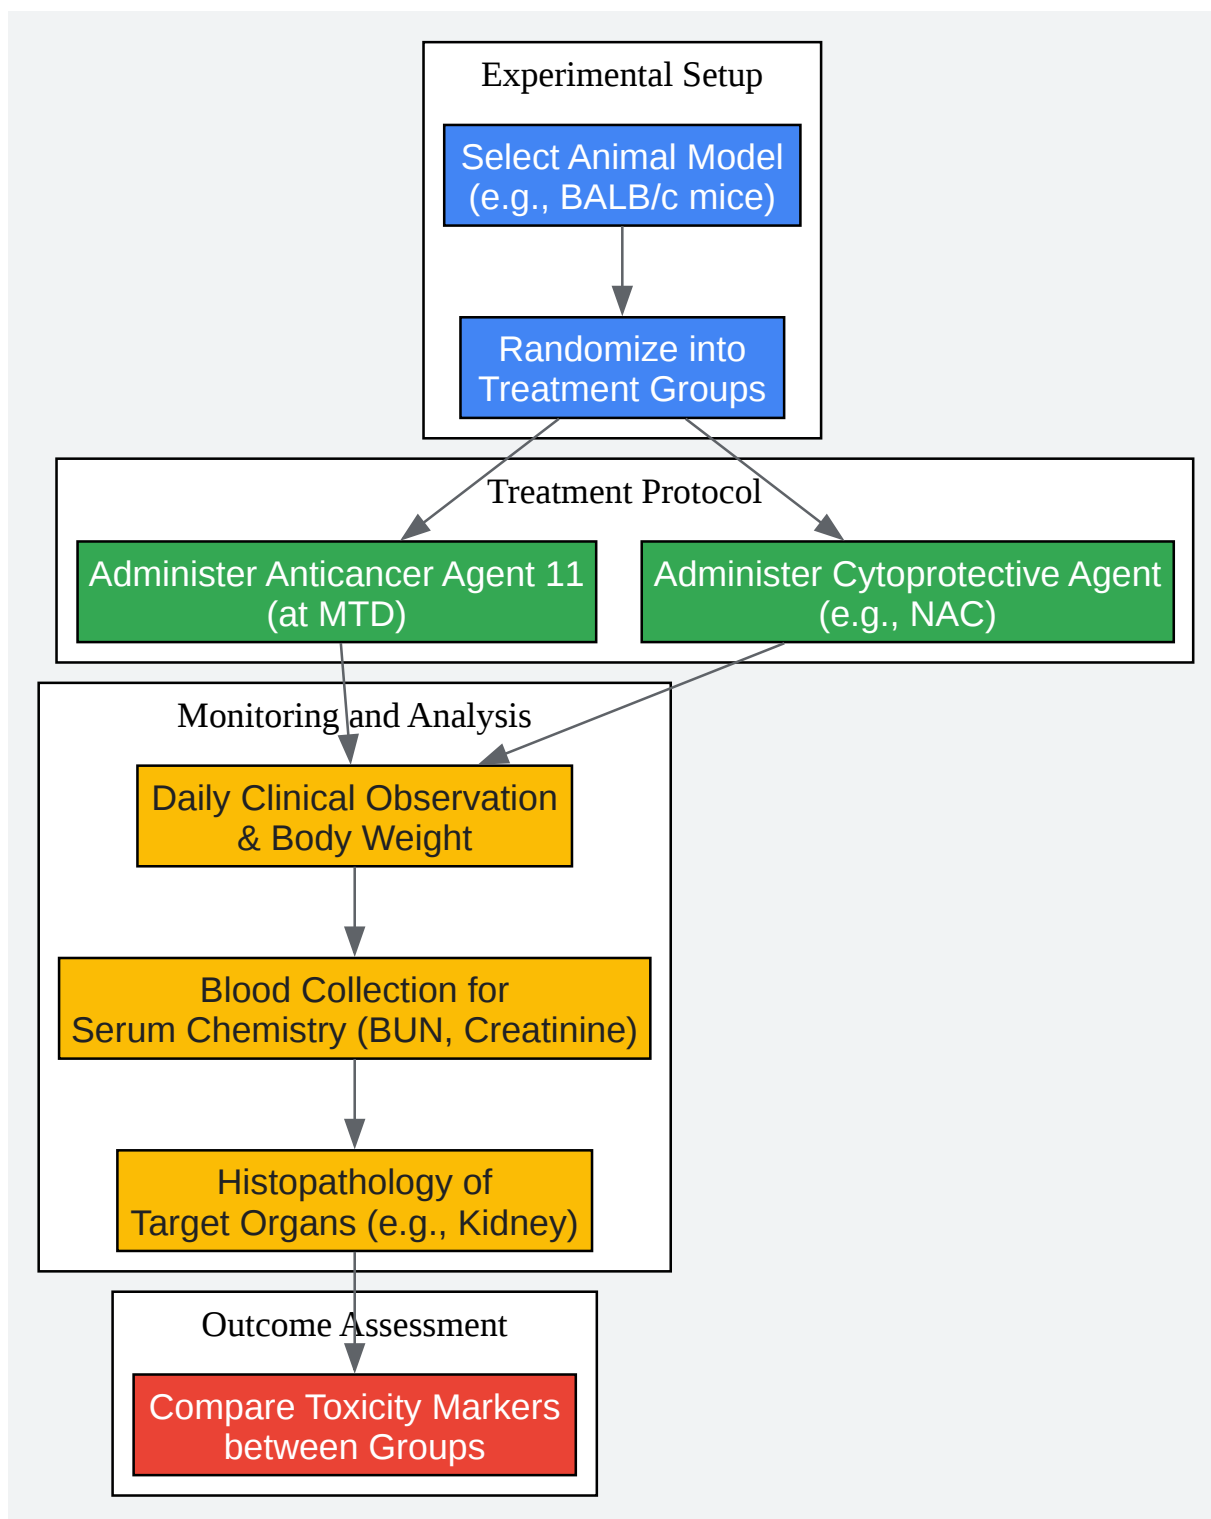 Experimental Setup
Select Animal Model
(e.g., BALB/c mice)
Randomize into
Treatment Groups
Treatment Protocol
Administer Anticancer Agent 11
(at MTD)
Administer Cytoprotective Agent
(e.g., NAC)
Monitoring and Analysis
Daily Clinical Observation
& Body Weight
Blood Collection for
Serum Chemistry (BUN, Creatinine)
Histopathology of
Target Organs (e.g., Kidney)
Outcome Assessment
Compare Toxicity Markers
between Groups